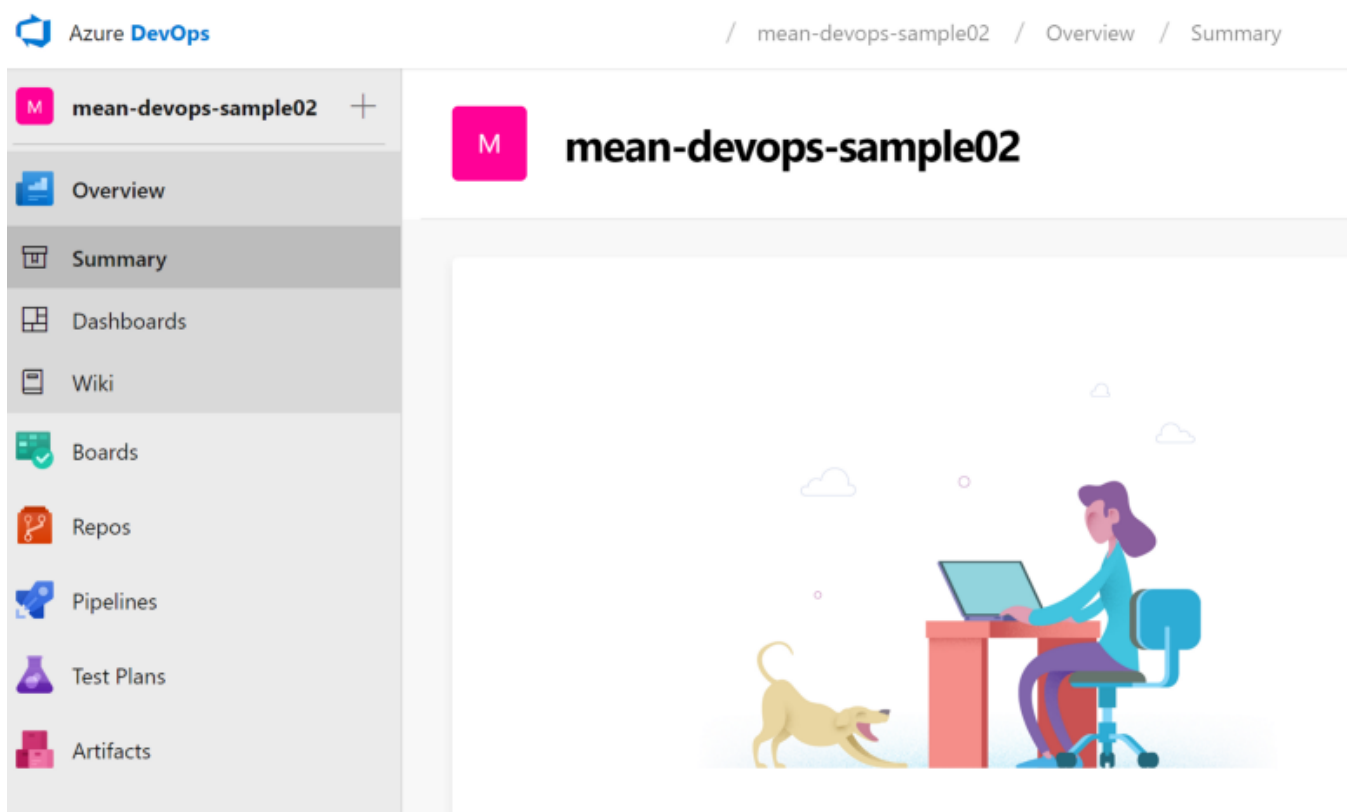 Azure DevOps
/ mean-devops-sample02 / Overview / Summary
M mean-devops-sample02 +
M mean-devops-sample02
Overview
Summary
Dashboards
Wiki
Boards
Repos
Pipelines
Test Plans
Artifacts